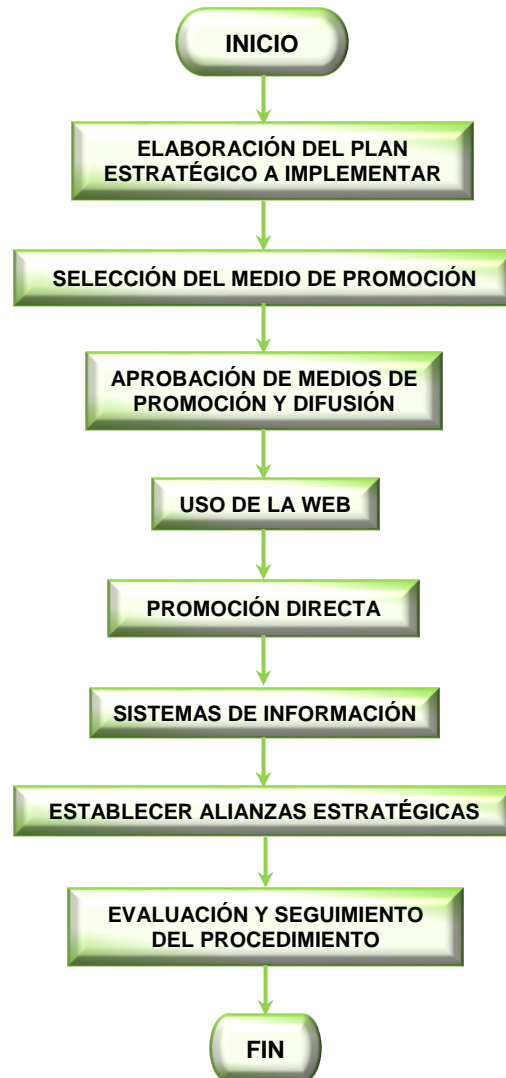 INICIO
ELABORACIÓN DEL PLAN
ESTRATÉGICO A IMPLEMENTAR
SELECCIÓN DEL MEDIO DE PROMOCIÓN
APROBACIÓN DE MEDIOS DE
PROMOCIÓN Y DIFUSIÓN
USO DE LA WEB
PROMOCIÓN DIRECTA
SISTEMAS DE INFORMACIÓN
ESTABLECER ALIANZAS ESTRATÉGICAS
EVALUACIÓN Y SEGUIMIENTO
DEL PROCEDIMIENTO
FIN